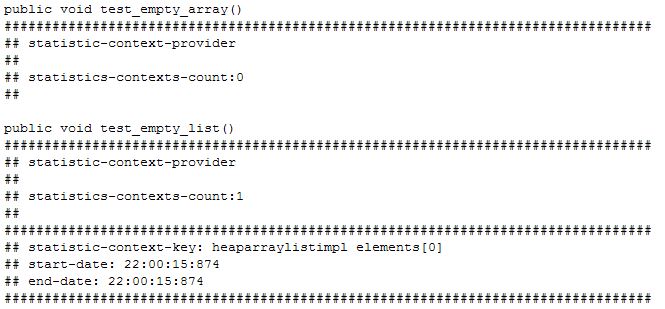 public void test_empty_array()
#################################################################################
## statistic-context-provider
##
## statistics-contexts-count:0
##
public void test_empty_list()
#################################################################################
## statistic-context-provider
##
## statistics-contexts-count:1
##
#################################################################################
## statistic-context-key: heaparraylistimpl elements[0]
## start-date: 22:00:15:874
## end-date: 22:00:15:874
#################################################################################